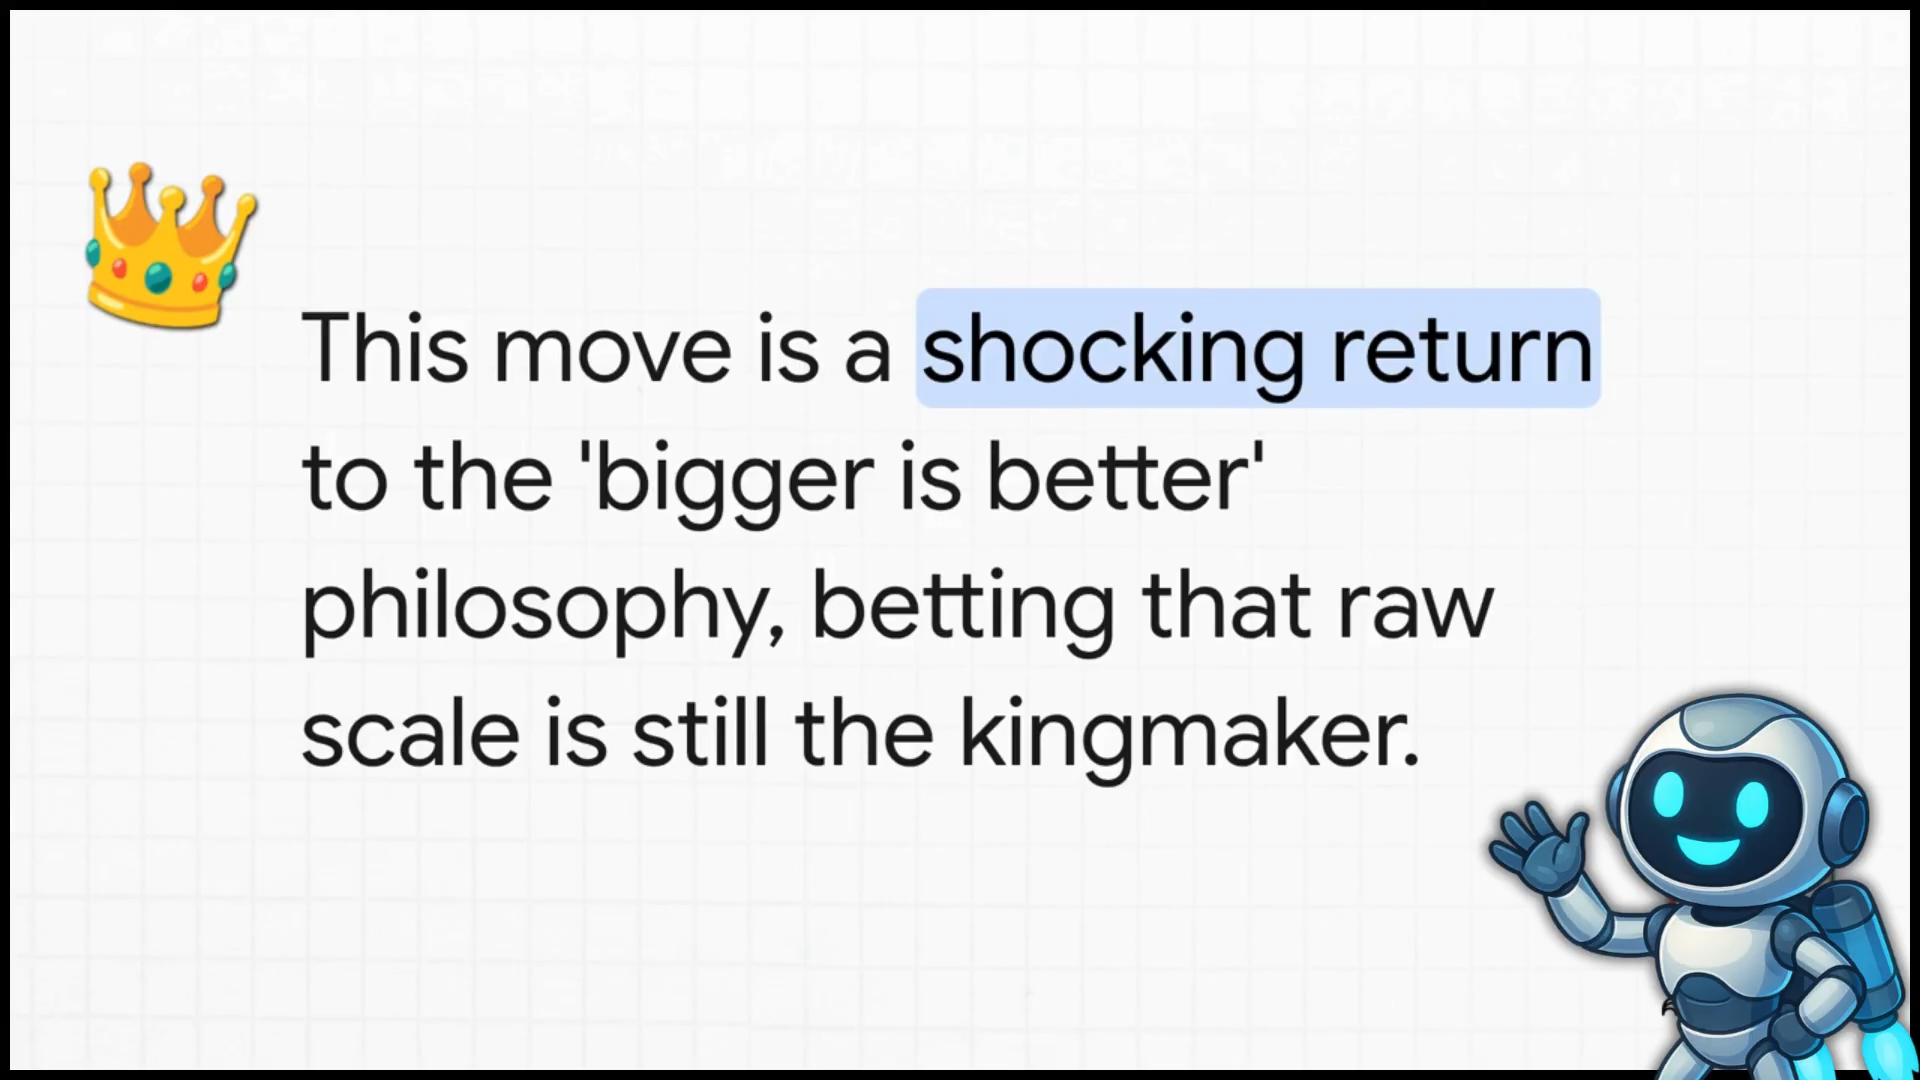 This move is a shocking return
to the 'bigger is better'
philosophy, betting that raw
scale is still the kingmaker.